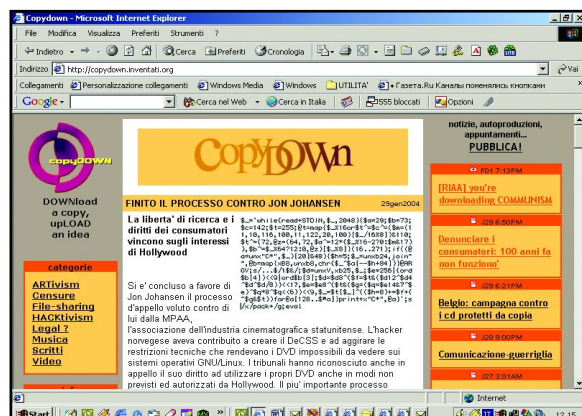 Copydown - Microsoft Internet Explorer
File Modifica Visualizza Preferiti Strumenti ?
Indietro Cerca Preferiti Cronologia
Indirizzo http://copydown.inventati.org Vai
Collegamenti Personalizzazione collegamenti Windows Media Windows UTILITA' Газета.Ru Каналы поменялись кнопками
Google Cerca nel Web Cerca in Italia 555 bloccati Opzioni
copyDOWN
DOWNload
a copy,
upLOAD
an idea
categorie
ARTivism
Censure
File-sharing
HACKtivism
Legal ?
Musica
Scritti
Video
COPYDOWN
FINITO IL PROCESSO CONTRO JON JOHANSEN 29gen2004
La liberta' di ricerca e i
diritti dei consumatori
vincono sugli interessi
di Hollywood
Si e' concluso a favore di
Jon Johansen il processo
d'appello voluto contro di
lui dalla MPAA,
l'associazione dell'industria cinematografica statunitense. L'hacker
norvegese aveva contribuito a creare il DeCSS e ad aggirare le
restrizioni tecniche che rendevano i DVD impossibili da vedere sui
sistemi operativi GNU/Linux. I tribunali hanno riconosciuto anche in
appello il suo diritto ad utilizzare i propri DVD anche in modi non
previsti ed autorizzati da Hollywood. Il piu' importante processo
notizie, autoproduzioni,
appuntamenti...
PUBBLICA!
F01 7:13PM
[RIAA] you're
downloading COMMUNISM
J29 6:50PM
Denunciare i
consumatori: 100 anni fa
non funziono'
J29 6:21PM
Belgio: campagna contro
i cd protetti da copia
J28 9:00PM
Comunicazione-guerriglia
J27 3:01AM
Internet
Start 12.15